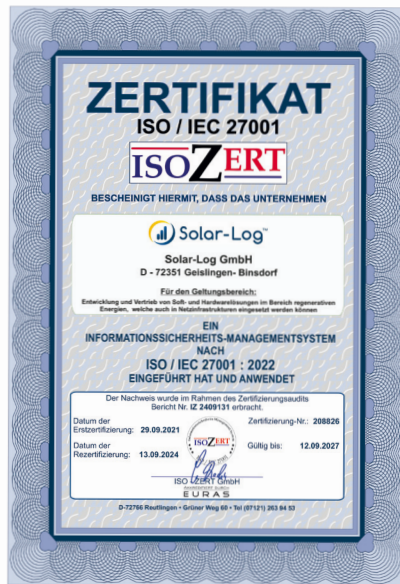 ZERTIFIKAT
ISO / IEC 27001
ISOZERT
BESCHEINIGT HIERMIT, DASS DAS UNTERNEHMEN
Solar-Log™
Solar-Log GmbH
D - 72351 Geislingen- Binsdorf
Für den Geltungsbereich:
Entwicklung und Vertrieb von Soft- und Hardwarelösungen im Bereich regenerativen
Energien, welche auch in Netzinfrastrukturen eingesetzt werden können
EIN
INFORMATIONSSICHERHEITS-MANAGEMENTSYSTEM
NACH
ISO / IEC 27001 : 2022
EINGEFÜHRT HAT UND ANWENDET
Der Nachweis wurde im Rahmen des Zertifizierungsaudits
Bericht Nr. IZ 2409131 erbracht.
Datum der
Erstzertifizierung: 29.09.2021
Zertifizierung-Nr.: 208826
Datum der
Rezertifizierung: 13.09.2024
Gültig bis: 12.09.2027
ISOZERT
ISO ZERT GmbH
EURAS
D-72766 Reutlingen • Grüner Weg 60 • Tel (07121) 263 84 53